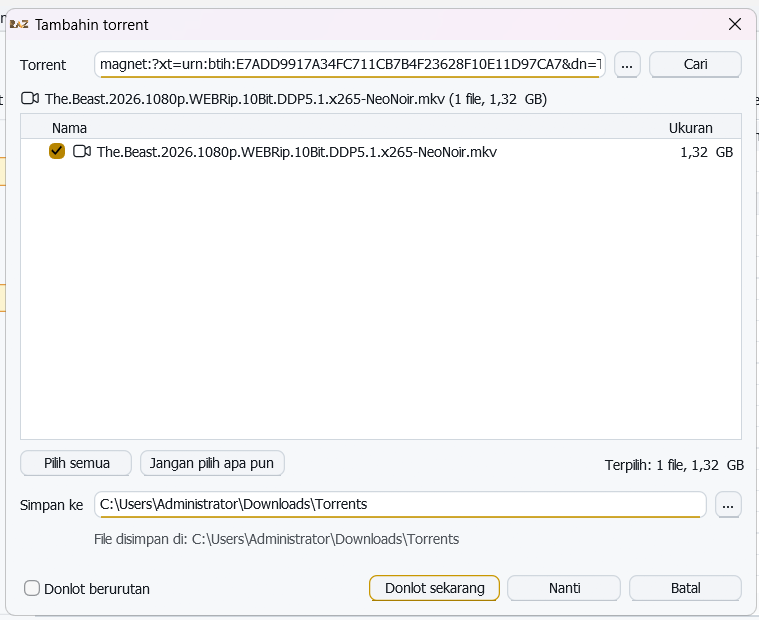 RAZ Tambahin torrent
Torrent magnet:?xt=urn:btih:E7ADD9917A34FC711CB7B4F23628F10E11D97CA7&dn=T ... Cari
The.Beast.2026.1080p.WEBRip.10Bit.DDP5.1.x265-NeoNoir.mkv (1 file, 1,32 GB)
Nama Ukuran
The.Beast.2026.1080p.WEBRip.10Bit.DDP5.1.x265-NeoNoir.mkv 1,32 GB
Pilih semua Jangan pilih apa pun Terpilih: 1 file, 1,32 GB
Simpan ke C:\Users\Administrator\Downloads\Torrents ...
File disimpan di: C:\Users\Administrator\Downloads\Torrents
Donlot berurutan Donlot sekarang Nanti Batal